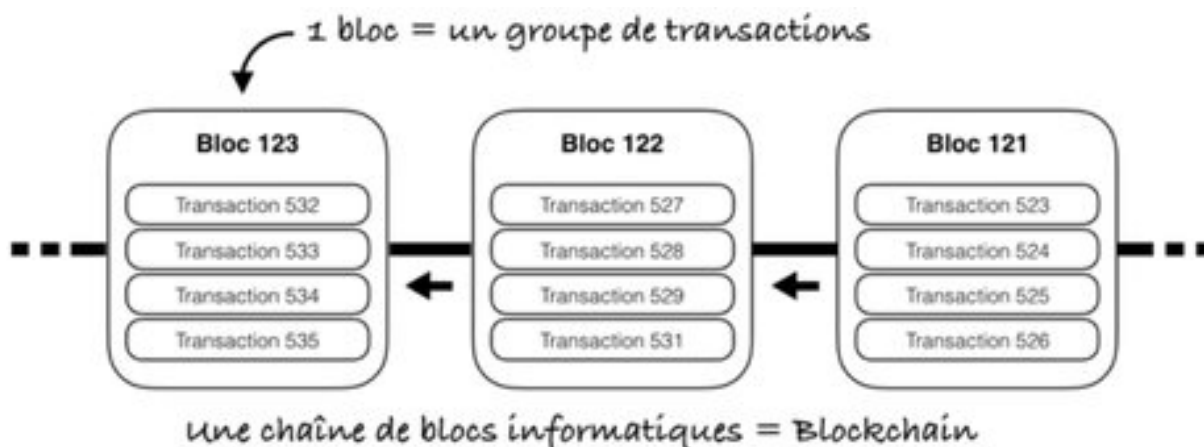 1 bloc = un groupe de transactions
Bloc 123
Transaction 532
Transaction 533
Transaction 534
Transaction 535
Bloc 122
Transaction 527
Transaction 528
Transaction 529
Transaction 531
Bloc 121
Transaction 523
Transaction 524
Transaction 525
Transaction 526
Une chaîne de blocs informatiques = Blockchain